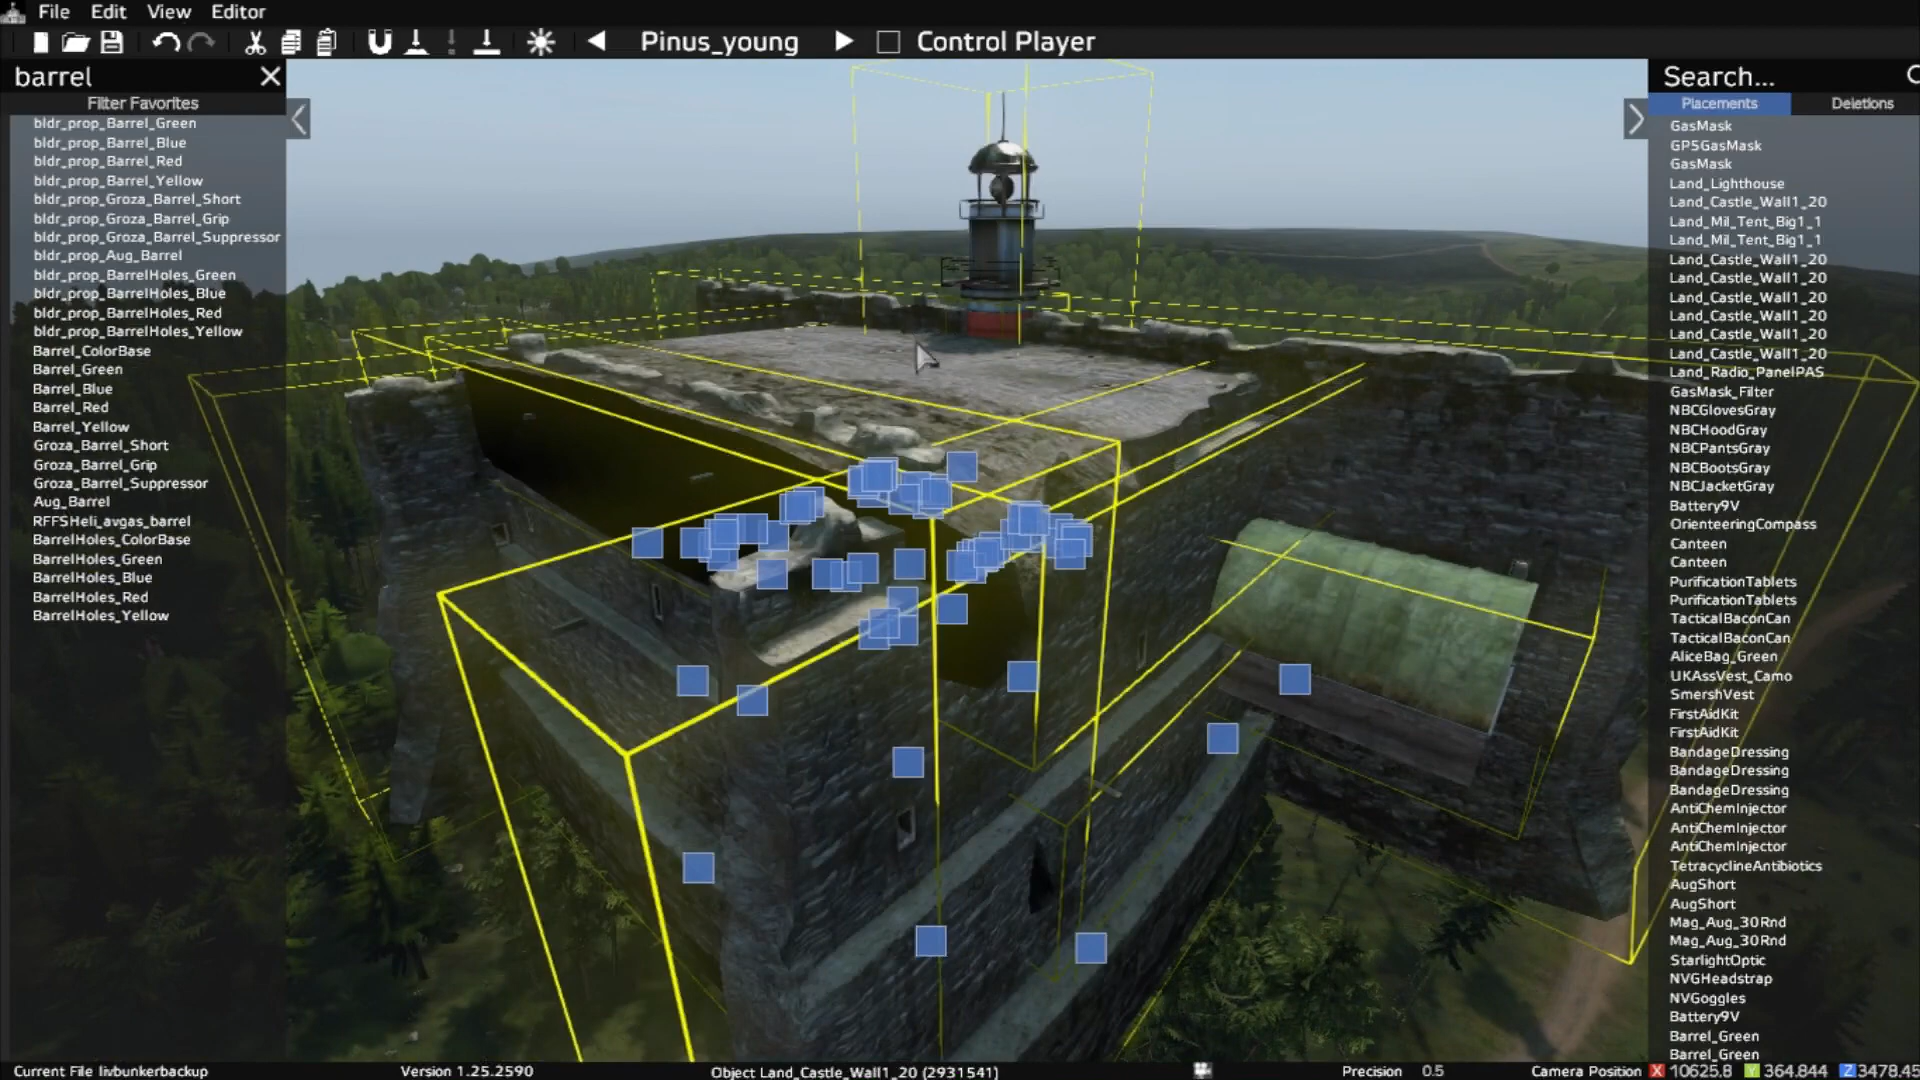 File Edit View Editor
Pinus_young Control Player
barrel
Filter Favorites
bldr_prop_Barrel_Green
bldr_prop_Barrel_Blue
bldr_prop_Barrel_Red
bldr_prop_Barrel_Yellow
bldr_prop_Groza_Barrel_Short
bldr_prop_Groza_Barrel_Grip
bldr_prop_Groza_Barrel_Suppressor
bldr_prop_Aug_Barrel
bldr_prop_BarrelHoles_Green
bldr_prop_BarrelHoles_Blue
bldr_prop_BarrelHoles_Red
bldr_prop_BarrelHoles_Yellow
Barrel_ColorBase
Barrel_Green
Barrel_Blue
Barrel_Red
Barrel_Yellow
Groza_Barrel_Short
Groza_Barrel_Grip
Groza_Barrel_Suppressor
Aug_Barrel
RFFSHeli_avgas_barrel
BarrelHoles_ColorBase
BarrelHoles_Green
BarrelHoles_Blue
BarrelHoles_Red
BarrelHoles_Yellow
Search...
Placements Deletions
GasMask
GP5GasMask
GasMask
Land_Lighthouse
Land_Castle_Wall1_20
Land_Mil_Tent_Big1_1
Land_Mil_Tent_Big1_1
Land_Castle_Wall1_20
Land_Castle_Wall1_20
Land_Castle_Wall1_20
Land_Castle_Wall1_20
Land_Castle_Wall1_20
Land_Castle_Wall1_20
Land_Radio_PanelPAS
GasMask_Filter
NBCGlovesGray
NBCHoodGray
NBCPantsGray
NBCBootsGray
NBCJacketGray
Battery9V
OrienteeringCompass
Canteen
Canteen
PurificationTablets
PurificationTablets
TacticalBaconCan
TacticalBaconCan
AliceBag_Green
UKAssVest_Camo
SmershVest
FirstAidKit
FirstAidKit
BandageDressing
BandageDressing
BandageDressing
AntiChemInjector
AntiChemInjector
AntiChemInjector
TetracyclineAntibiotics
AugShort
AugShort
Mag_Aug_30Rnd
Mag_Aug_30Rnd
StarlightOptic
NVGHeadstrap
NVGoggles
Battery9V
Barrel_Green
Barrel_Green
Current File livbunkerbackup Version 1.25.2590 Object Land_Castle_Wall1_20 (2931541) Precision 0.5 Camera Position X 10625.8 Y 364.844 Z 3478.45